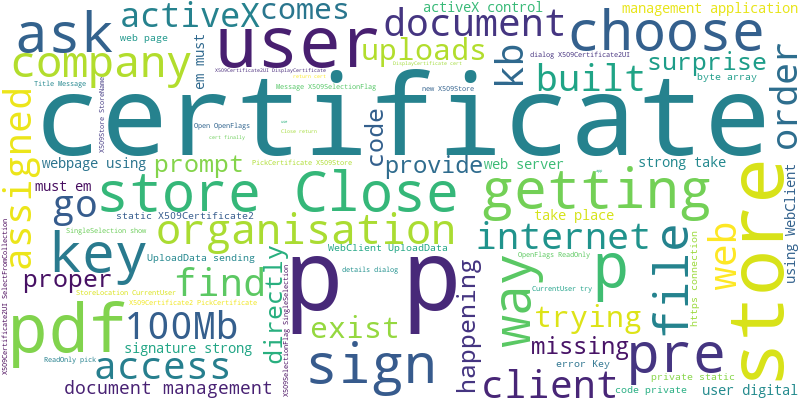 activeX control
management application
activeX
comes
document
choose
ask
web page
user
em must
dialog X509Certificate2UI
X509Certificate2UI DisplayCertificate
DisplayCertificate cert
uploads
kb
surprise
company
built
byte array
order
Title Message
Message X509SelectionFlag
new X509Store
certificate
X509Store StoreName
assigned
Open OpenFlags
cert finally
Close return
code
webpage using
prompt
PickCertificate X509Store
provide
web server
strong take
must em
store Close
getting
store
using WebClient
go
static X509Certificate2
take place
organisation
internet
web
key
SingleSelection show
WebClient UploadData
OpenFlags ReadOnly
UploadData sending
proper
find
directly
details dialog
p p
p
way
file
https connection
CurrentUser try
StoreLocation CurrentUser
X509Certificate2 PickCertificate
X509Certificate2UI SelectFromCollection
X509SelectionFlag SingleSelection
pdf
100Mb
exist
happening
trying
missing
pre
signature strong
ReadOnly pick
access
sign
client
error Key
private static
document management
code private
user digital